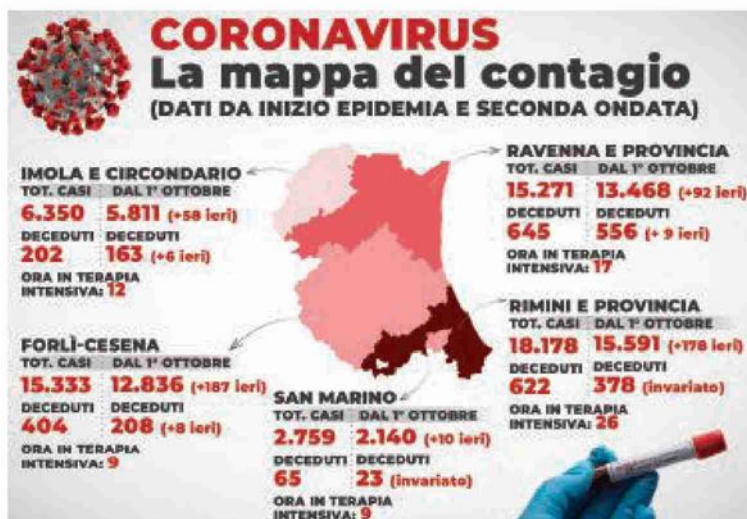 CORONAVIRUS
La mappa del contagio
(DATI DA INIZIO EPIDEMIA E SECONDA ONDATA)
IMOLA E CIRCONDARIO
TOT. CASI DAL 1° OTTOBRE
6.350 5.811 (+58 ieri)
DECEDUTI DECEDUTI
202 163 (+6 ieri)
ORA IN TERAPIA
INTENSIVA: 12
RAVENNA E PROVINCIA
TOT. CASI DAL 1° OTTOBRE
15.271 13.468 (+92 ieri)
DECEDUTI DECEDUTI
645 556 (+ 9 ieri)
ORA IN TERAPIA
INTENSIVA: 17
FORLÌ-CESENA
TOT. CASI DAL 1° OTTOBRE
15.333 12.836 (+187 ieri)
DECEDUTI DECEDUTI
404 208 (+8 ieri)
ORA IN TERAPIA
INTENSIVA: 9
SAN MARINO
TOT. CASI DAL 1° OTTOBRE
2.759 2.140 (+10 ieri)
DECEDUTI DECEDUTI
65 23 (invariato)
ORA IN TERAPIA
INTENSIVA: 9
RIMINI E PROVINCIA
TOT. CASI DAL 1° OTTOBRE
18.178 15.591 (+178 ieri)
DECEDUTI DECEDUTI
622 378 (invariato)
ORA IN TERAPIA
INTENSIVA: 26